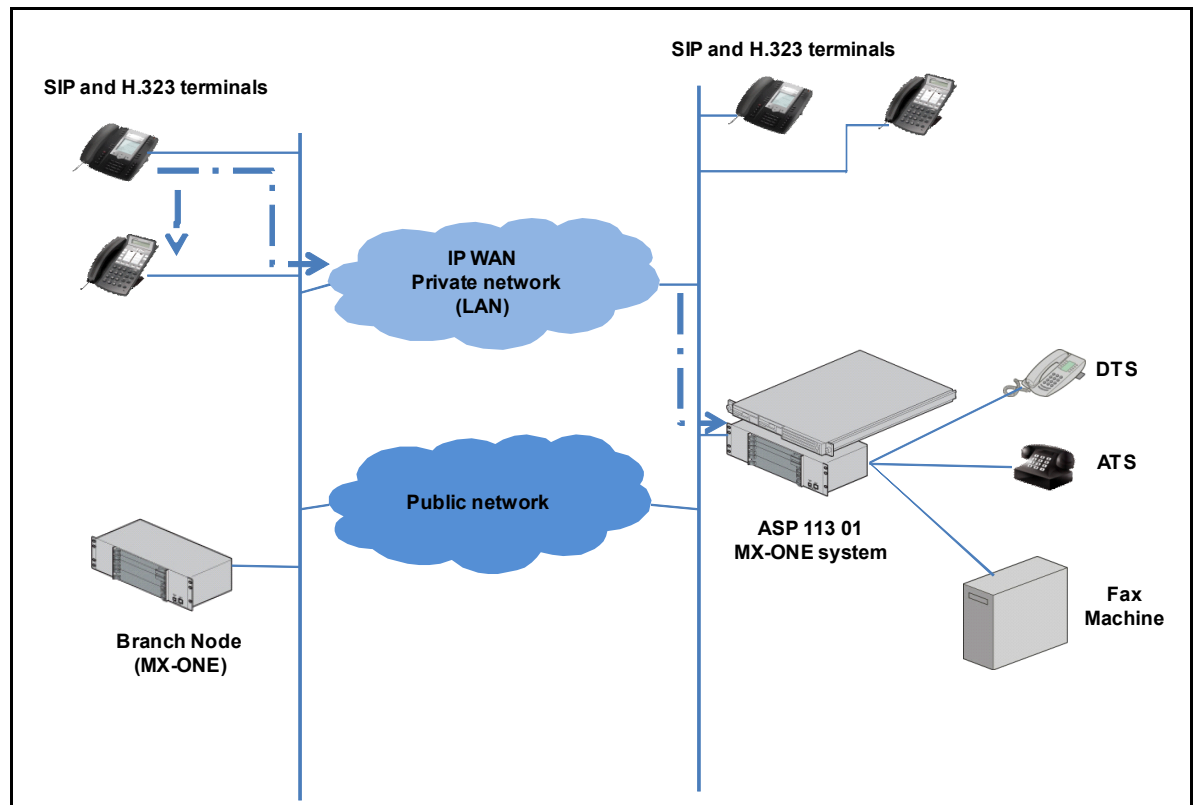 SIP and H.323 terminals
SIP and H.323 terminals
IP WAN
Private network
(LAN)
DTS
ATS
Public network
ASP 113 01
MX-ONE system
Fax
Machine
Branch Node
(MX-ONE)